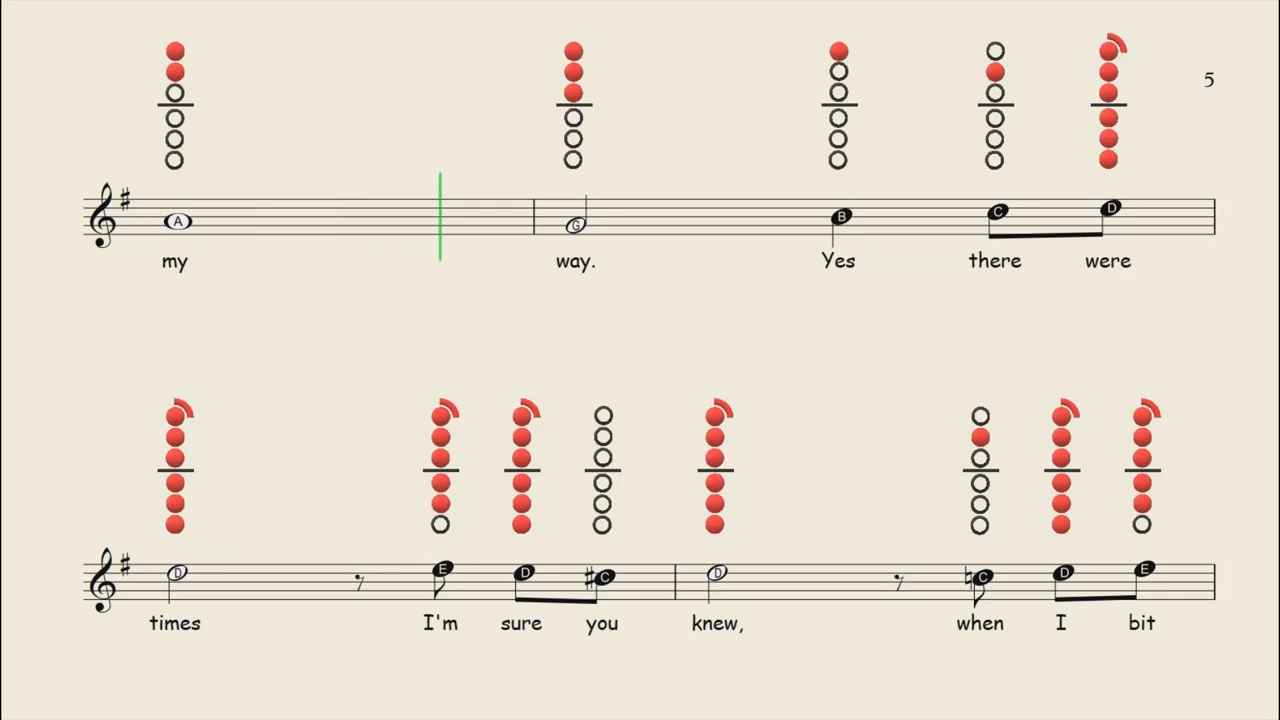 5
A G B C D
my way. Yes there were
D E D C D C D E
times I'm sure you knew, when I bit